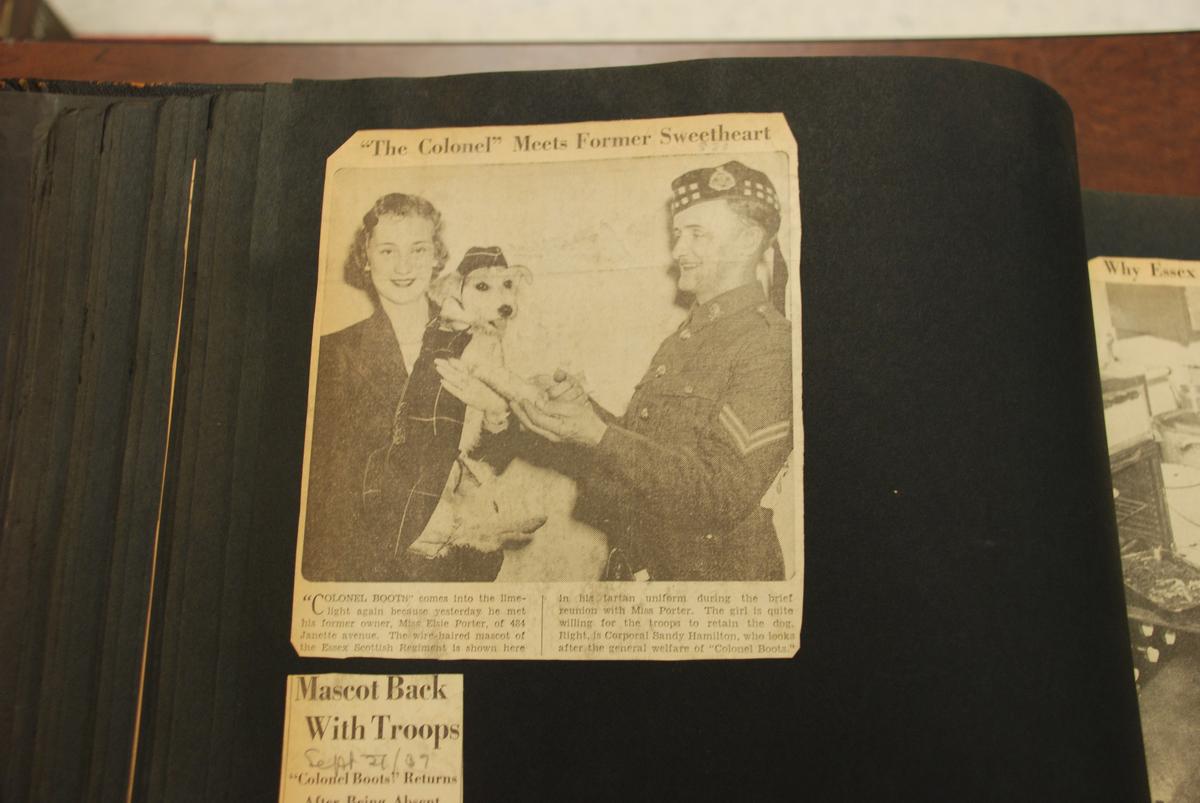 "The Colonel" Meets Former Sweetheart
"COLONEL BOOTS" comes into the lime-
light again because yesterday he met
his former owner, Miss Elsie Porter, of 484
Janette avenue. The wire-haired mascot of
the Essex Scottish Regiment is shown here
in his tartan uniform during the brief
reunion with Miss Porter. The girl is quite
willing for the troops to retain the dog.
Right, is Corporal Sandy Hamilton, who looks
after the general welfare of "Colonel Boots."
Mascot Back
With Troops
"Colonel Boots" Returns
After Being Absent
Why Essex